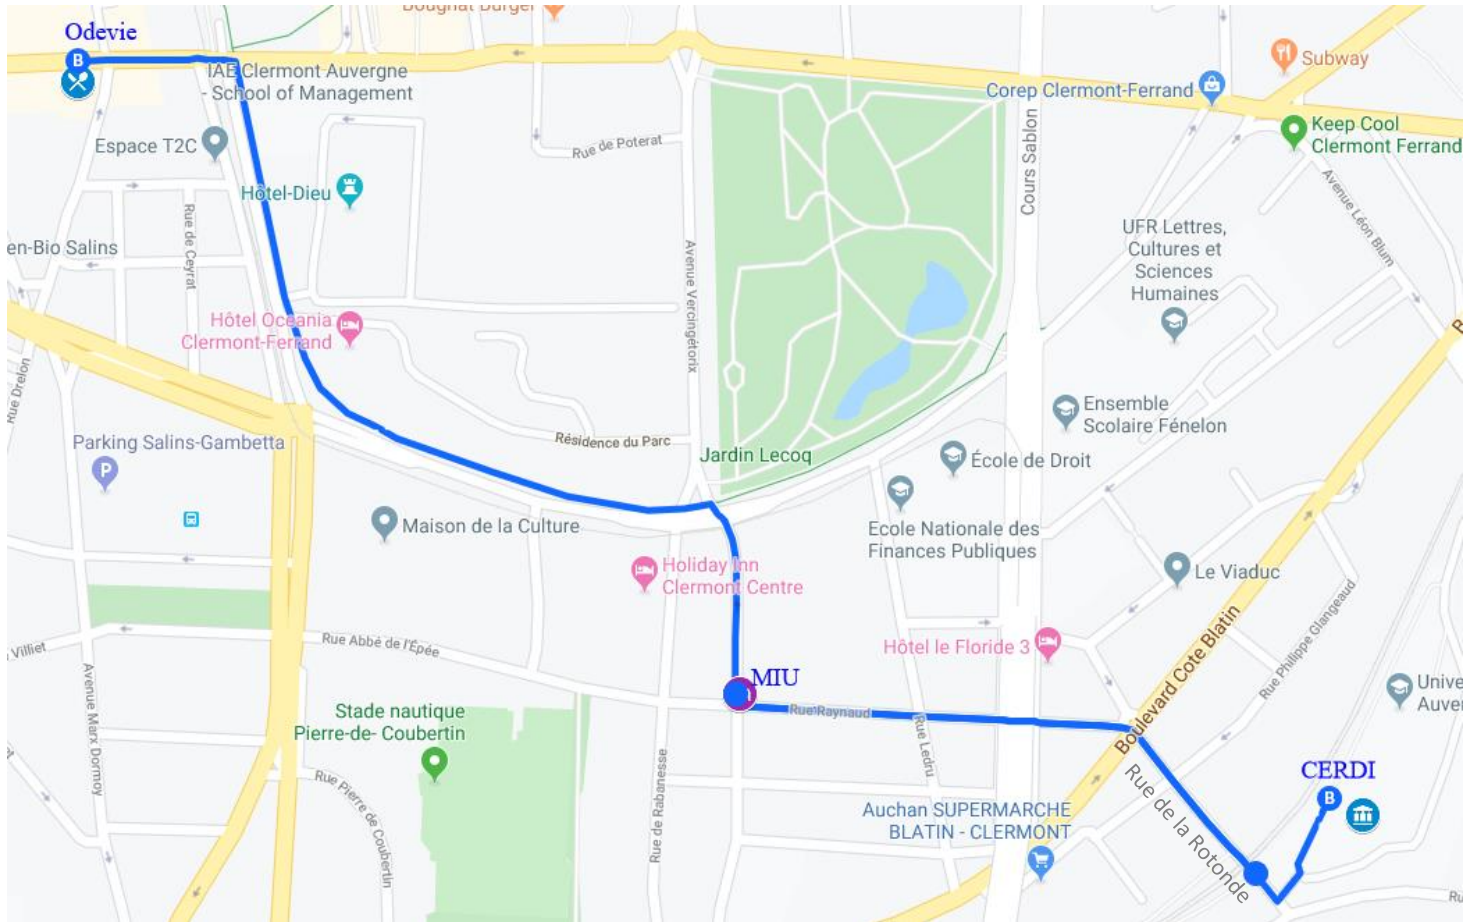 Bougnat Burger
Odevie
B
IAE Clermont Auvergne
- School of Management
Subway
Corep Clermont-Ferrand
Keep Cool
Clermont Ferrand
Espace T2C
Rue de Poterat
Cours Sablon
Hôtel-Dieu
Avenue Léon Blum
Rue de Ceyrat
en-Bio Salins
Avenue Vercingétorix
UFR Lettres,
Cultures et
Sciences
Humaines
Hôtel Oceania
Clermont-Ferrand
B
Rue Drelon
Ensemble
Scolaire Fénelon
Parking Salins-Gambetta
P
Résidence du Parc
Jardin Lecoq
École de Droit
Maison de la Culture
Ecole Nationale des
Finances Publiques
Holiday Inn
Clermont Centre
Le Viaduc
Villiet
Rue Abbé de l'Épée
Hôtel le Floride 3
Boulevard Cote Blatin
Rue Philippe Glangeaud
MIU
Avenue Marx Dormoy
Rue Raynaud
Unive
Auver
Stade nautique
Pierre-de- Coubertin
Rue Ledru
Rue Pierre de Coubertin
Rue de Rabanesse
CERDI
B
Rue de la Rotonde
Auchan SUPERMARCHE
BLATIN - CLERMONT
Ru